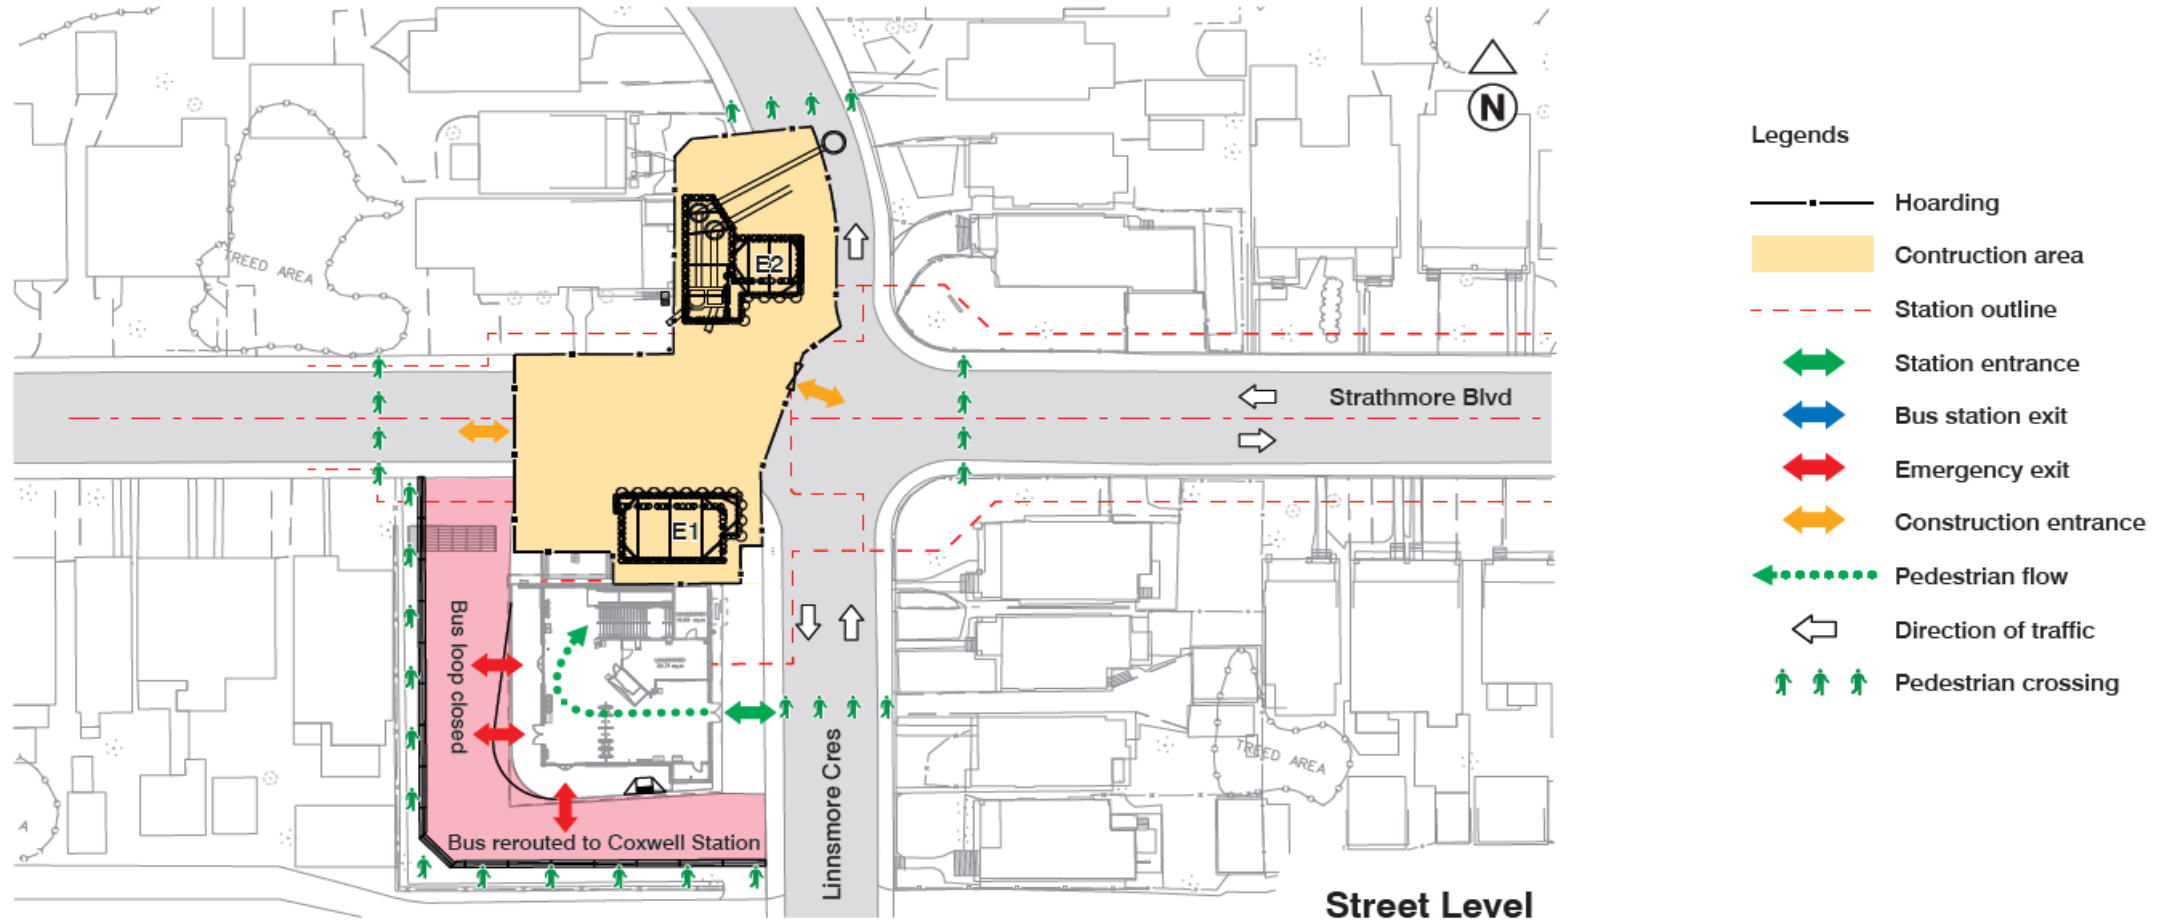 N
TREED AREA
E2
Strathmore Blvd
E1
Bus loop closed
TREED AREA
Linnsmore Cres
Bus rerouted to Coxwell Station
A
Street Level
Legends
Hoarding
Contruction area
Station outline
Station entrance
Bus station exit
Emergency exit
Construction entrance
Pedestrian flow
Direction of traffic
Pedestrian crossing